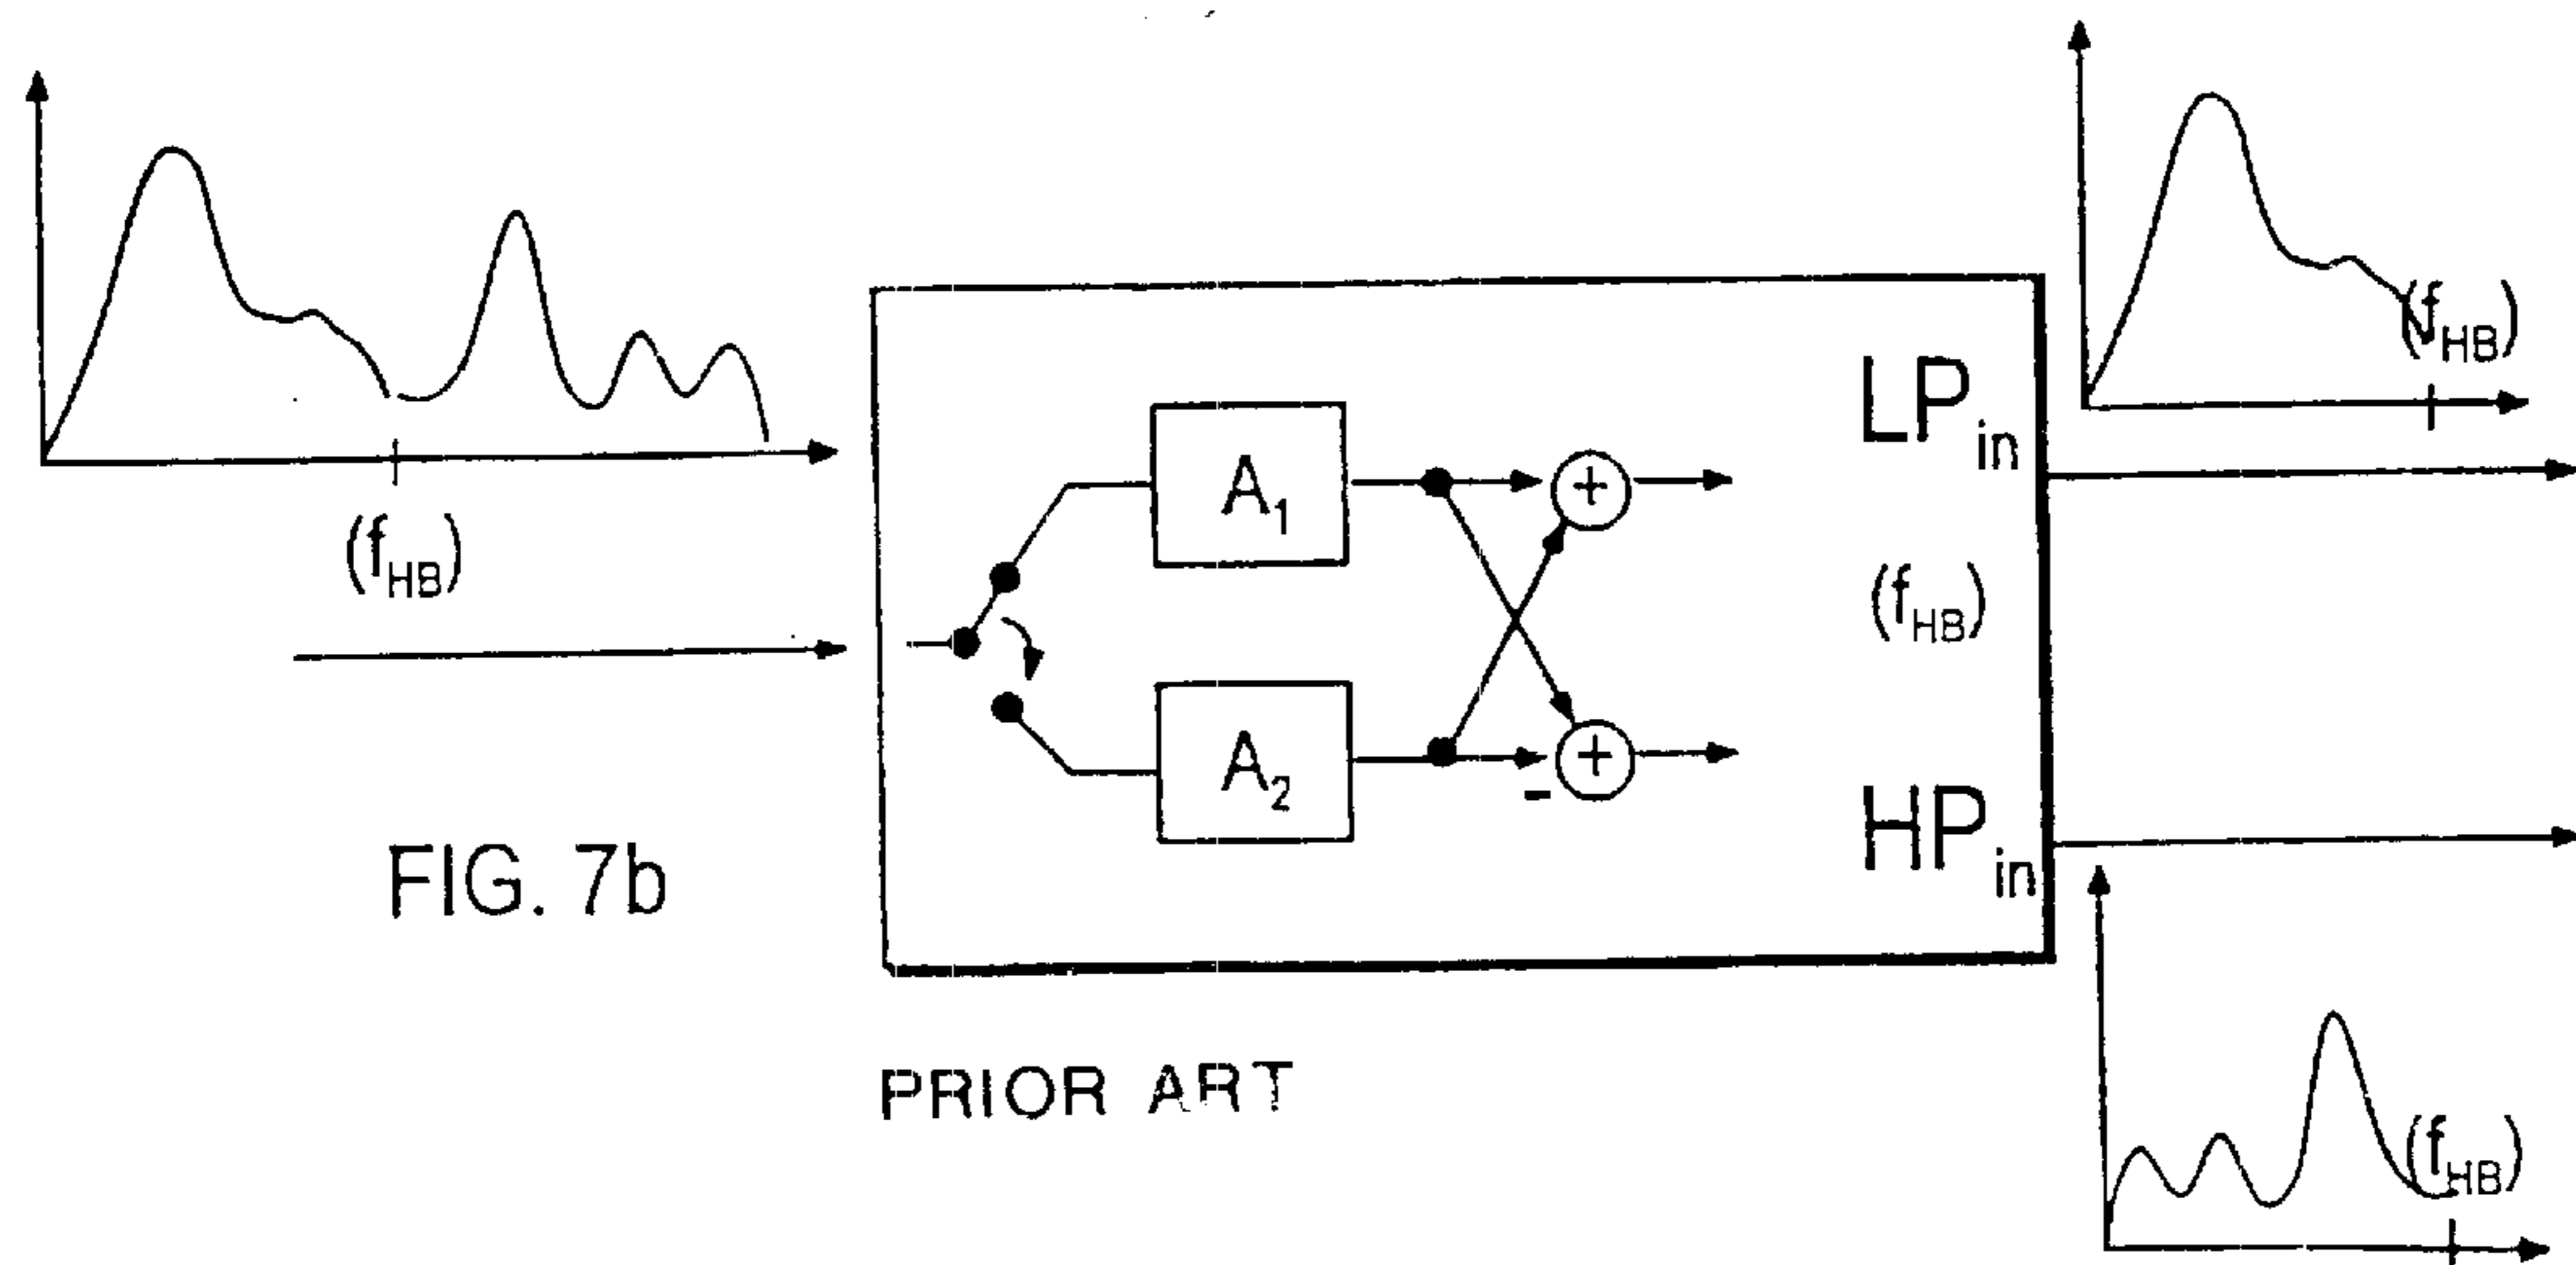 (fHB)
FIG. 7b
A1
A2
+
+
-
LPin
(fHB)
HPin
(fHB)
(fHB)
PRIOR ART